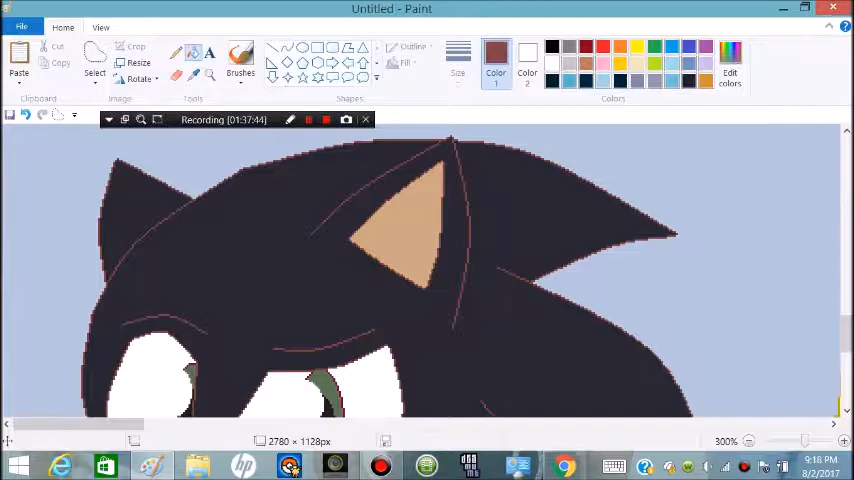 Untitled - Paint
File Home View
Paste
Cut
Copy
Clipboard
Select
Crop
Resize
Rotate
Image
A
Tools
Brushes
Outline
Fill
Shapes
Size
Color
1
Color
2
Edit
colors
Colors
Recording [01:37:44]
2780 × 1128px
300%
hp
9:18 PM
8/2/2017